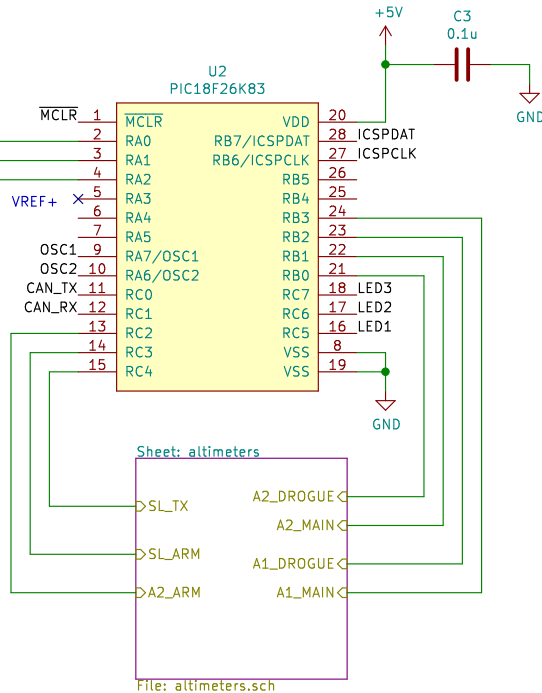 +5V
C3
0.1u
GND
U2
PIC18F26K83
MCLR 1 MCLR VDD 20
2 RA0 RB7/ICSPDAT 28 ICSPDAT
3 RA1 RB6/ICSPCLK 27 ICSPCLK
4 RA2 RB5 26
VREF+ 5 RA3 RB4 25
6 RA4 RB3 24
7 RA5 RB2 23
OSC1 9 RA7/OSC1 RB1 22
OSC2 10 RA6/OSC2 RB0 21
CAN_TX 11 RC0 RC7 18 LED3
CAN_RX 12 RC1 RC6 17 LED2
13 RC2 RC5 16 LED1
14 RC3 VSS 8
15 RC4 VSS 19
GND
Sheet: altimeters
A2_DROGUE
SL_TX
A2_MAIN
SL_ARM
A1_DROGUE
A2_ARM A1_MAIN
File: altimeters.sch